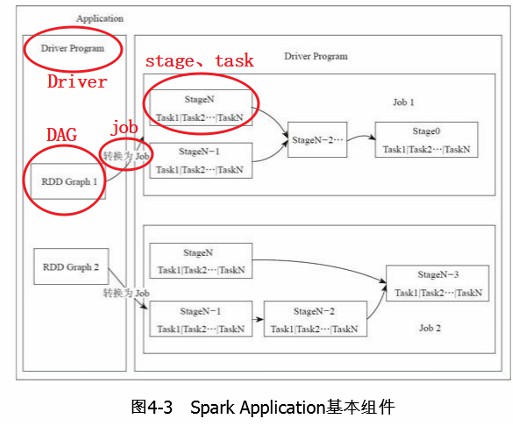 Application
Driver Program
Driver
DAG
RDD Graph 1
job
转换为 Job
RDD Graph 2
转换为 Job
Driver Program
stage、task
StageN
Task1|Task2…|TaskN
StageN-1
Task1|Task2…|TaskN
StageN-2…
Job 1
Stage0
Task1|Task2…|TaskN
StageN
Task1|Task2…|TaskN
StageN-1
Task1|Task2…|TaskN
StageN-2
Task1|Task2…|TaskN
StageN-3
Task1|Task2…|TaskN
Job 2
图4-3 Spark Application基本组件